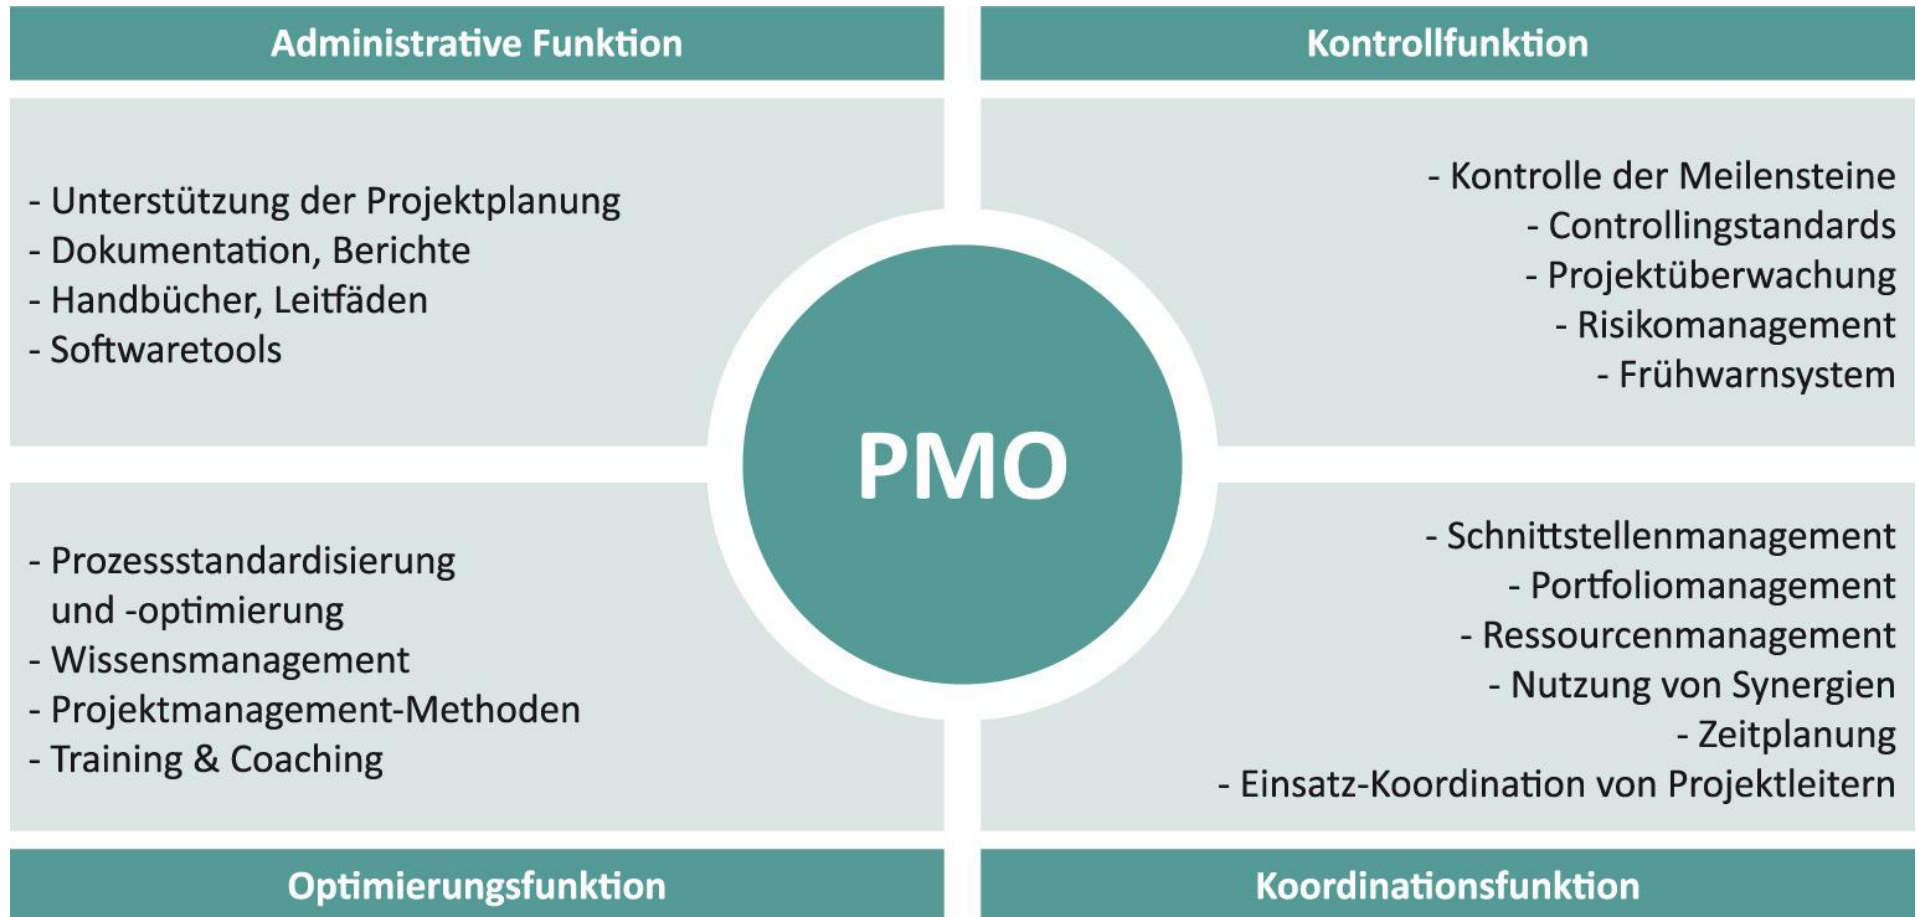 Administrative Funktion
- Unterstützung der Projektplanung
- Dokumentation, Berichte
- Handbücher, Leitfäden
- Softwaretools
Kontrollfunktion
- Kontrolle der Meilensteine
- Controllingstandards
- Projektüberwachung
- Risikomanagement
- Frühwarnsystem
PMO
- Prozessstandardisierung
und -optimierung
- Wissensmanagement
- Projektmanagement-Methoden
- Training & Coaching
Optimierungsfunktion
- Schnittstellenmanagement
- Portfoliomanagement
- Ressourcenmanagement
- Nutzung von Synergien
- Zeitplanung
- Einsatz-Koordination von Projektleitern
Koordinationsfunktion